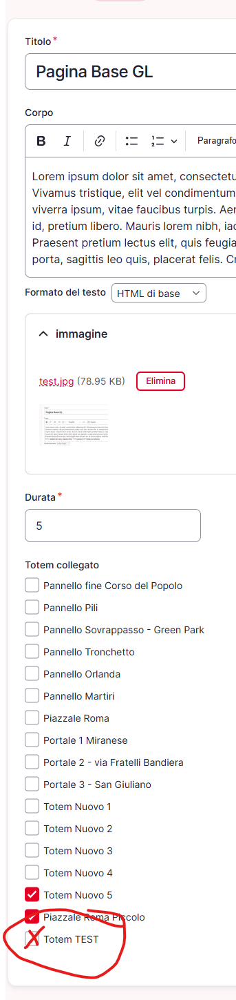 Titolo*
Pagina Base GL
Corpo
B I Paragrafo
Lorem ipsum dolor sit amet, consectetu
Vivamus tristique, elit vel condimentum
viverra ipsum, vitae faucibus turpis. Aer
id, pretium libero. Mauris lorem nibh, iac
Praesent pretium lectus elit, quis feugia
porta, sagittis leo quis, placerat felis. Cr
Formato del testo HTML di base
immagine
test.jpg (78.95 KB) Elimina
Durata*
5
Totem collegato
Pannello fine Corso del Popolo
Pannello Pili
Pannello Sovrappasso - Green Park
Pannello Tronchetto
Pannello Orlanda
Pannello Martiri
Piazzale Roma
Portale 1 Miranese
Portale 2 - via Fratelli Bandiera
Portale 3 - San Giuliano
Totem Nuovo 1
Totem Nuovo 2
Totem Nuovo 3
Totem Nuovo 4
Totem Nuovo 5
Piazzale Roma Piccolo
Totem TEST